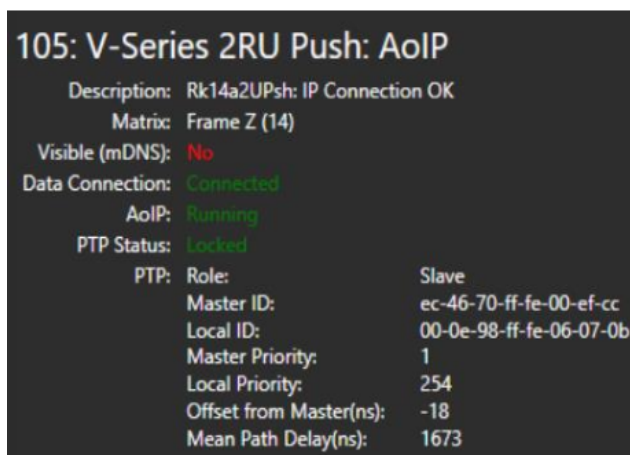 105: V-Series 2RU Push: AoIP
Description: Rk14a2UPsh: IP Connection OK
Matrix: Frame Z (14)
Visible (mDNS): No
Data Connection: Connected
AoIP: Running
PTP Status: Locked
PTP: Role: Slave
Master ID: ec-46-70-ff-fe-00-ef-cc
Local ID: 00-0e-98-ff-fe-06-07-0b
Master Priority: 1
Local Priority: 254
Offset from Master(ns): -18
Mean Path Delay(ns): 1673